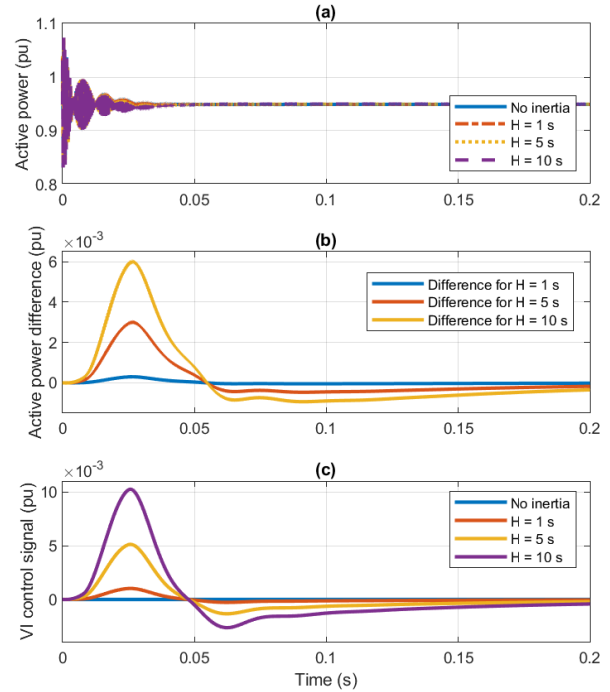 (a)
Active power (pu)
1.1
1
0.9
0.8
No inertia
H = 1 s
H = 5 s
H = 10 s
0 0.05 0.1 0.15 0.2
(b)
×10-3
Active power difference (pu)
6
4
2
0
Difference for H = 1 s
Difference for H = 5 s
Difference for H = 10 s
0 0.05 0.1 0.15 0.2
(c)
×10-3
VI control signal (pu)
10
5
0
No inertia
H = 1 s
H = 5 s
H = 10 s
0 0.05 0.1 0.15 0.2
Time (s)